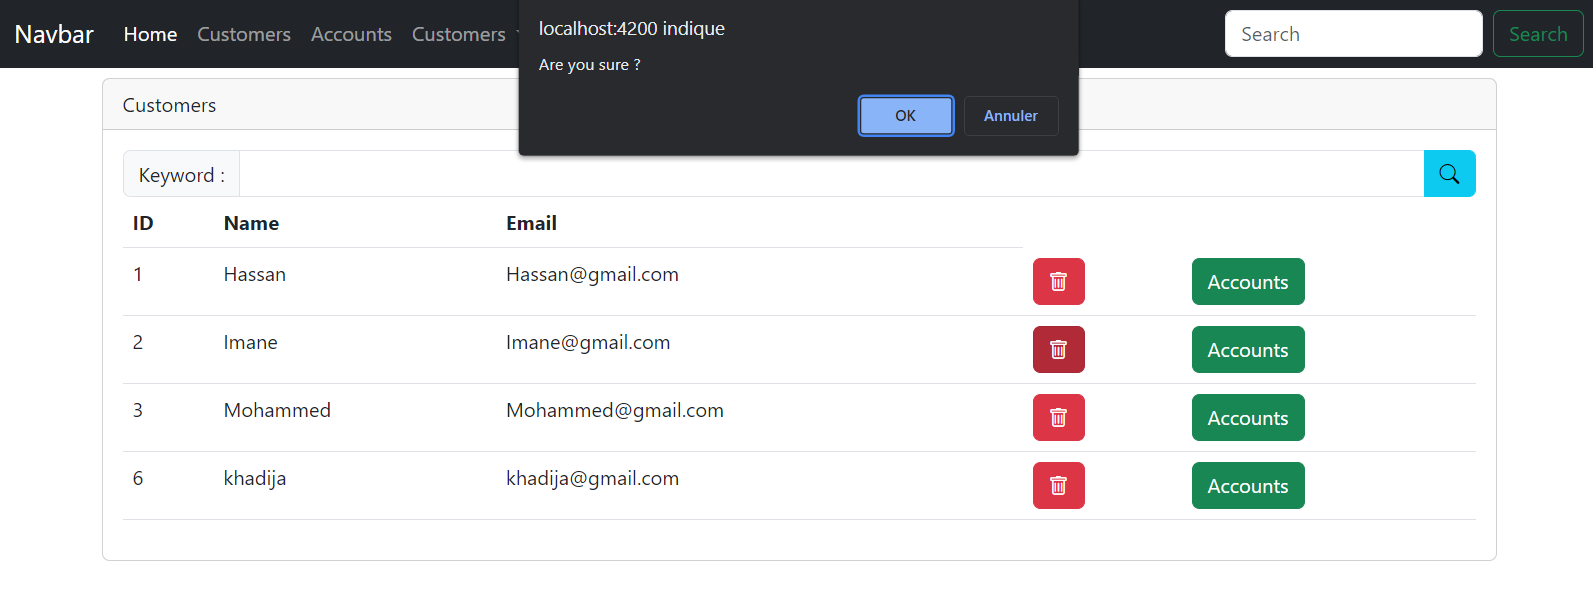 Navbar Home Customers Accounts Customers Search Search
localhost:4200 indique
Are you sure ?
OK Annuler
Customers
Keyword :
ID Name Email
1 Hassan Hassan@gmail.com Accounts
2 Imane Imane@gmail.com Accounts
3 Mohammed Mohammed@gmail.com Accounts
6 khadija khadija@gmail.com Accounts